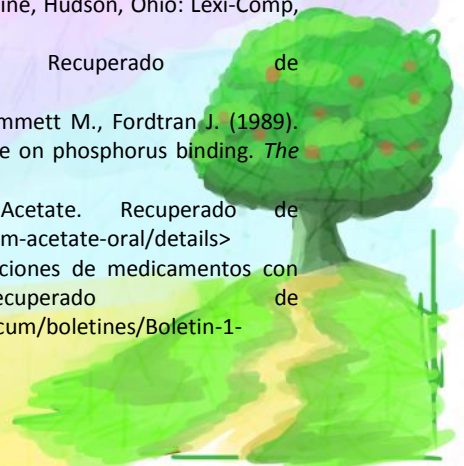 ine, Hudson, Ohio: Lexi-Comp,
Recuperado de
mmett M., Fordtran J. (1989).
e on phosphorus binding. The
Acetate. Recuperado de
m-acetate-oral/details>
ciones de medicamentos con
ecuperado de
cum/boletines/Boletin-1-